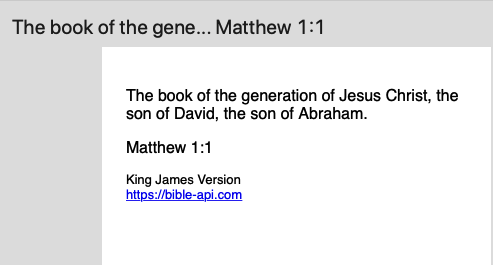 The book of the gene... Matthew 1:1
The book of the generation of Jesus Christ, the
son of David, the son of Abraham.
Matthew 1:1
King James Version
https://bible-api.com